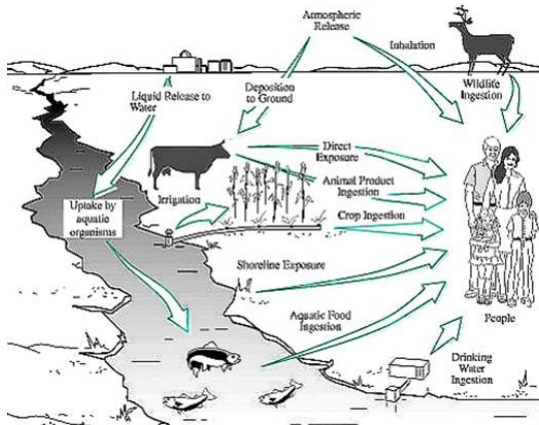 Atmospheric
Release
Inhalation
Wildlife
Ingestion
Liquid Release to
Water
Deposition
to Ground
Direct
Exposure
Animal Product
Ingestion
Irrigation
Crop Ingestion
Uptake by
aquatic
organisms
Shoreline Exposure
Aquatic Food
Ingestion
People
Drinking
Water
Ingestion